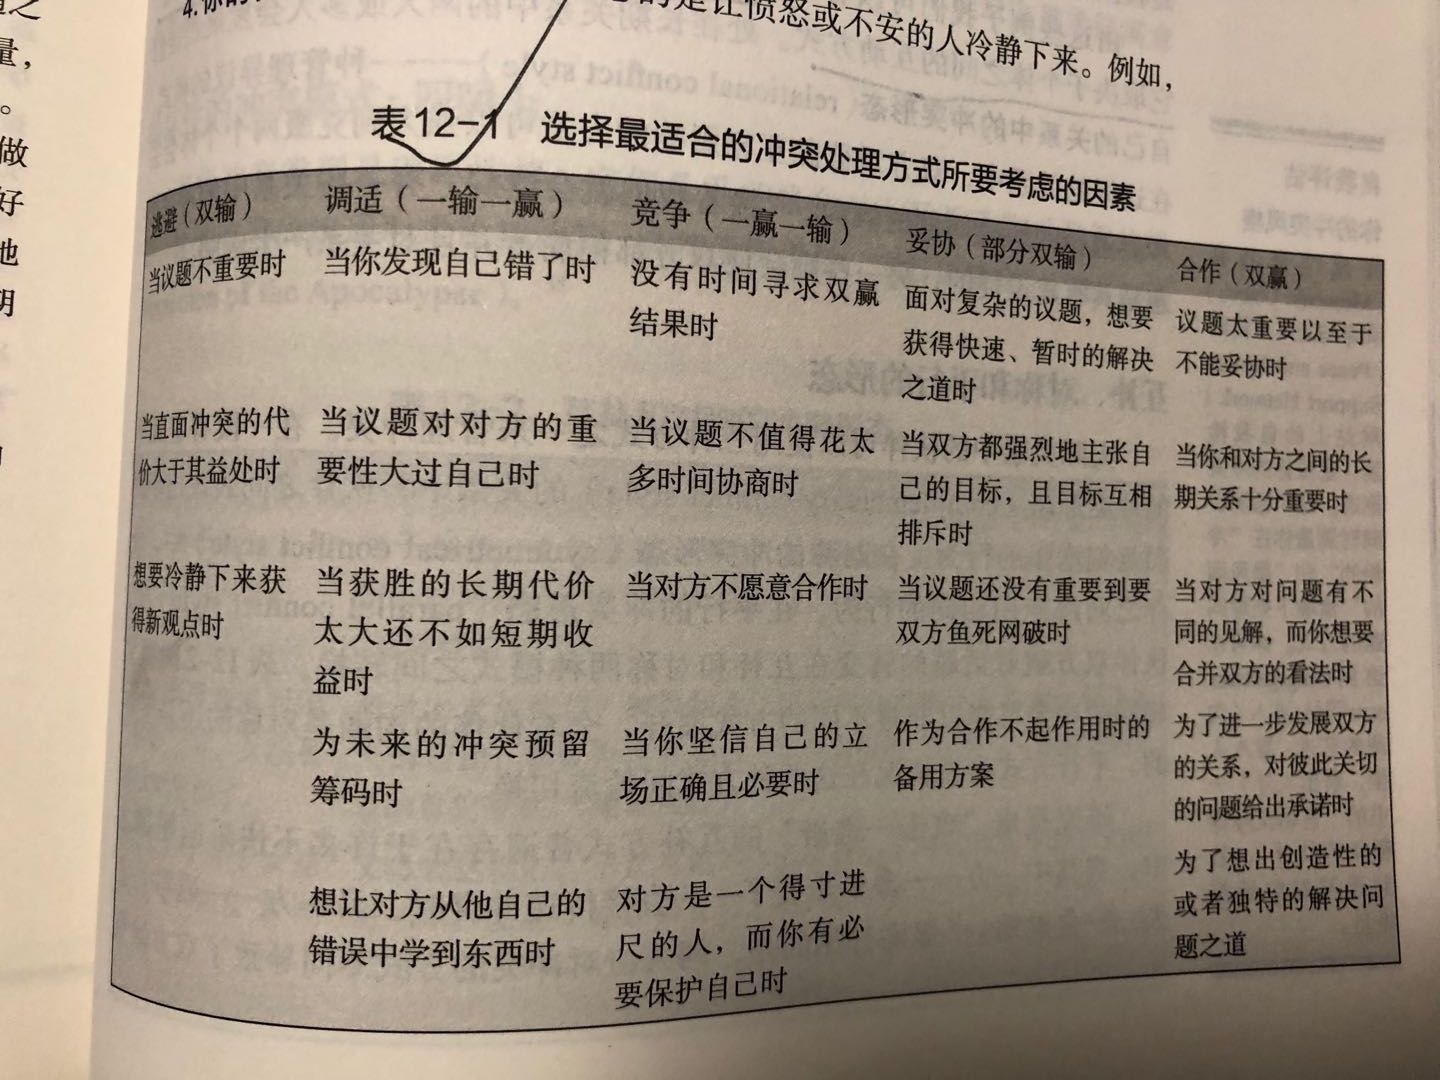 的是让愤怒或不安的人冷静下来。例如,
量,
。
做
好
表12-1 选择最适合的冲突处理方式所要考虑的因素
逃避(双输) 调适(一输一赢) 竞争(一赢一输) 妥协(部分双输) 合作(双赢)
当议题不重要时
当你发现自己错了时
没有时间寻求双赢
结果时
面对复杂的议题,想要
获得快速、暂时的解决
之道时
议题太重要以至于
不能妥协时
当直面冲突的代
价大于其益处时
当议题对对方的重
要性大过自己时
当议题不值得花太
多时间协商时
当双方都强烈地主张自
己的目标,且目标互相
排斥时
当你和对方之间的长
期关系十分重要时
想要冷静下来获
得新观点时
当获胜的长期代价
太大还不如短期收
益时
当对方不愿意合作时
当议题还没有重要到要
双方鱼死网破时
当对方对问题有不
同的见解,而你想要
合并双方的看法时
为未来的冲突预留
筹码时
当你坚信自己的立
场正确且必要时
作为合作不起作用时的
备用方案
为了进一步发展双方
的关系,对彼此关切
的问题给出承诺时
想让对方从他自己的
错误中学到东西时
对方是一个得寸进
尺的人,而你有必
要保护自己时
为了想出创造性的
或者独特的解决问
题之道